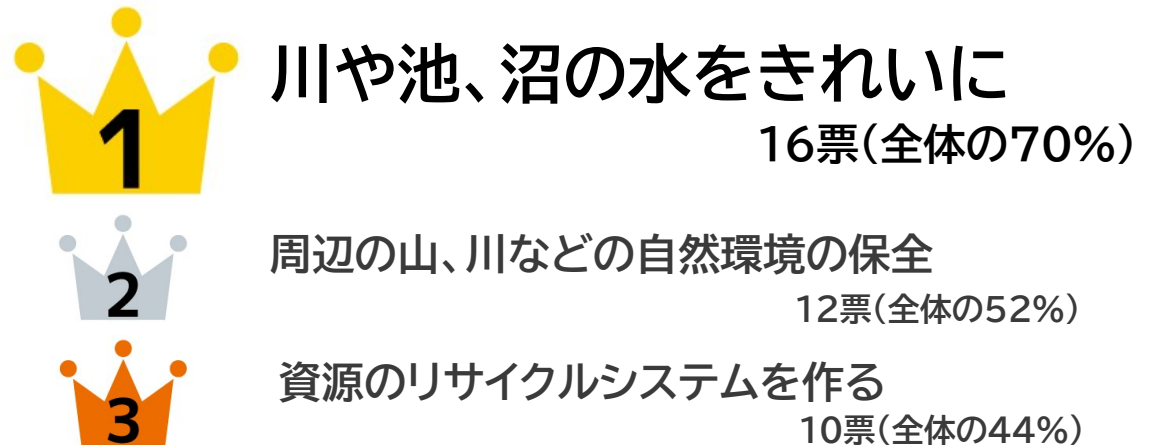 1
川や池、沼の水をきれいに
16票(全体の70%)
2
周辺の山、川などの自然環境の保全
12票(全体の52%)
3
資源のリサイクルシステムを作る
10票(全体の44%)